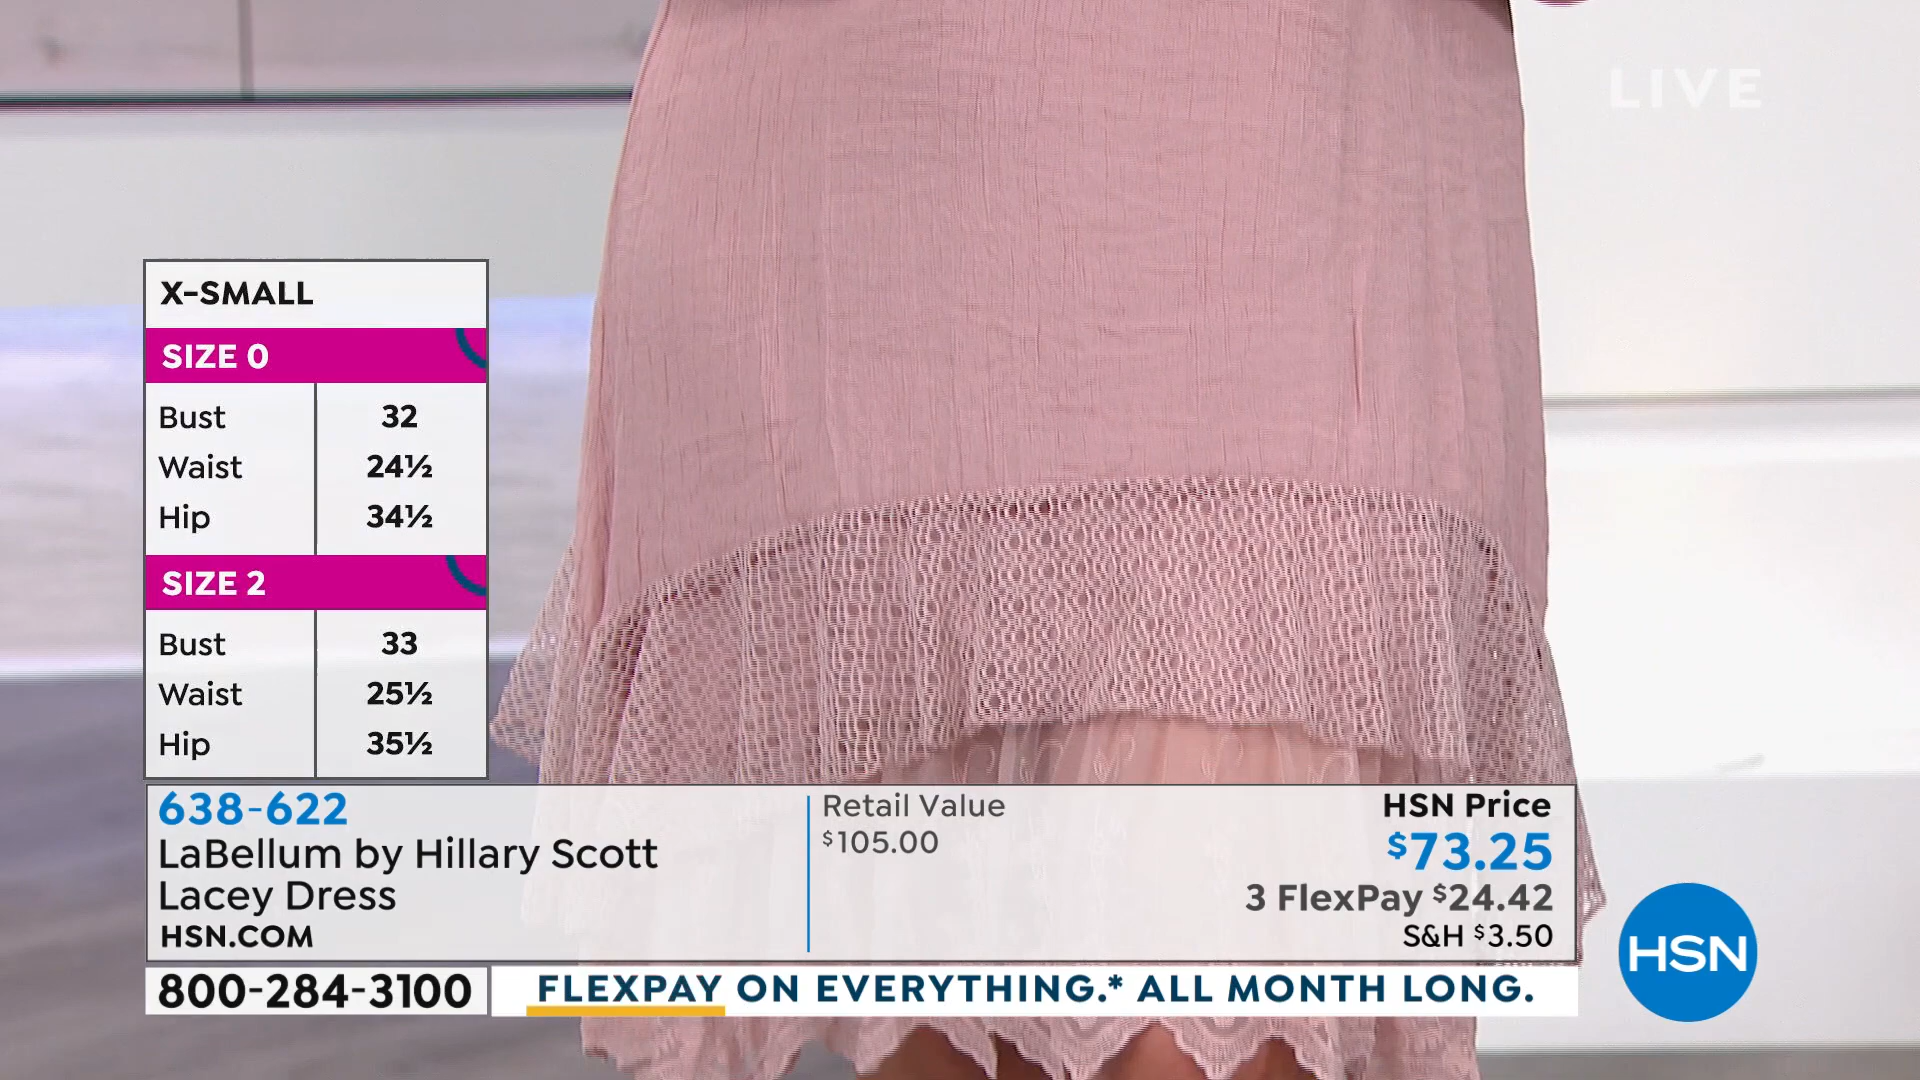 LIVE
X-SMALL
SIZE 0
Bust 32
Waist 24½
Hip 34½
SIZE 2
Bust 33
Waist 25½
Hip 35½
638-622
LaBellum by Hillary Scott
Lacey Dress
HSN.COM
Retail Value
$105.00
HSN Price
$73.25
3 FlexPay $24.42
S&H $3.50
HSN
800-284-3100
FLEXPAY ON EVERYTHING.* ALL MONTH LONG.